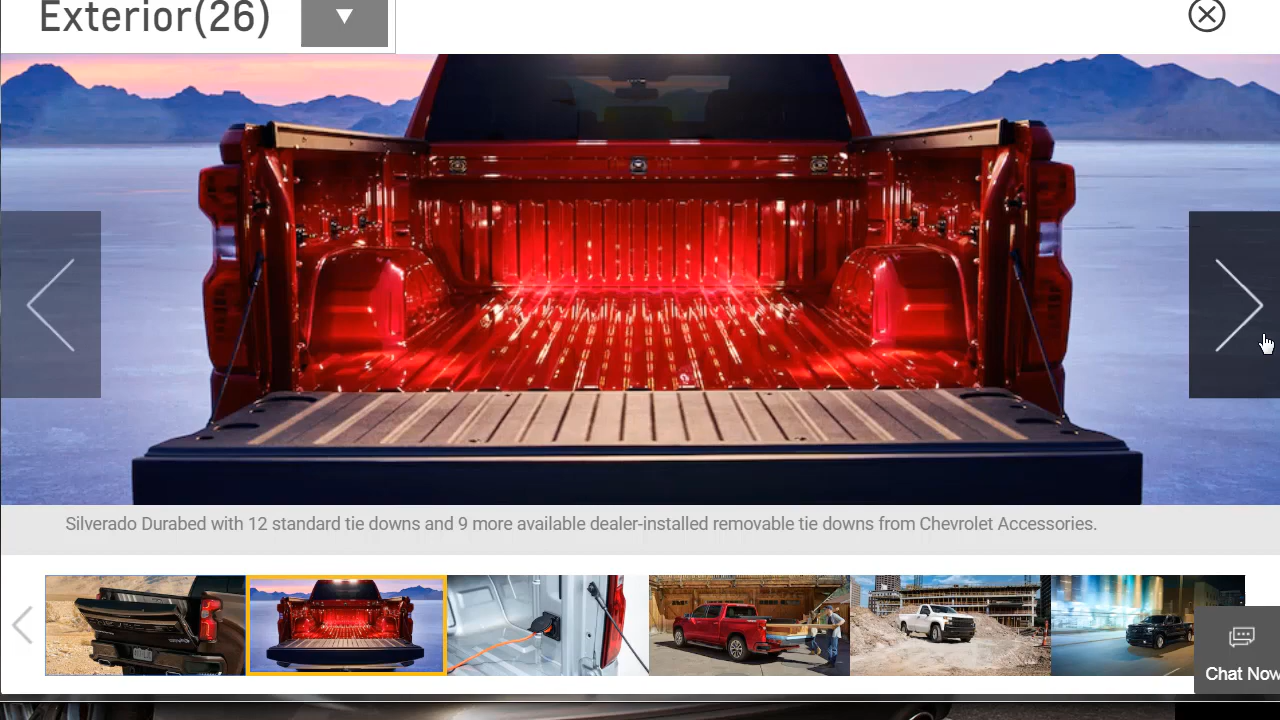 Exterior(26)
Silverado Durabed with 12 standard tie downs and 9 more available dealer-installed removable tie downs from Chevrolet Accessories.
Chat Now